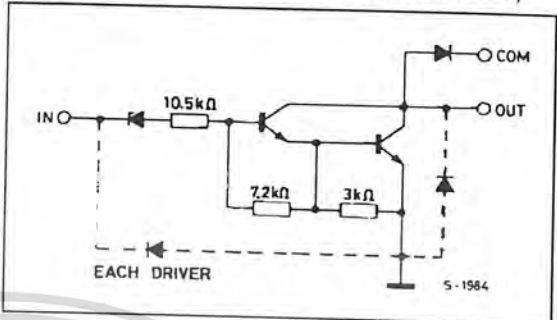 COM
10.5kΩ
IN
OUT
7.2kΩ
3kΩ
EACH DRIVER
S-1984